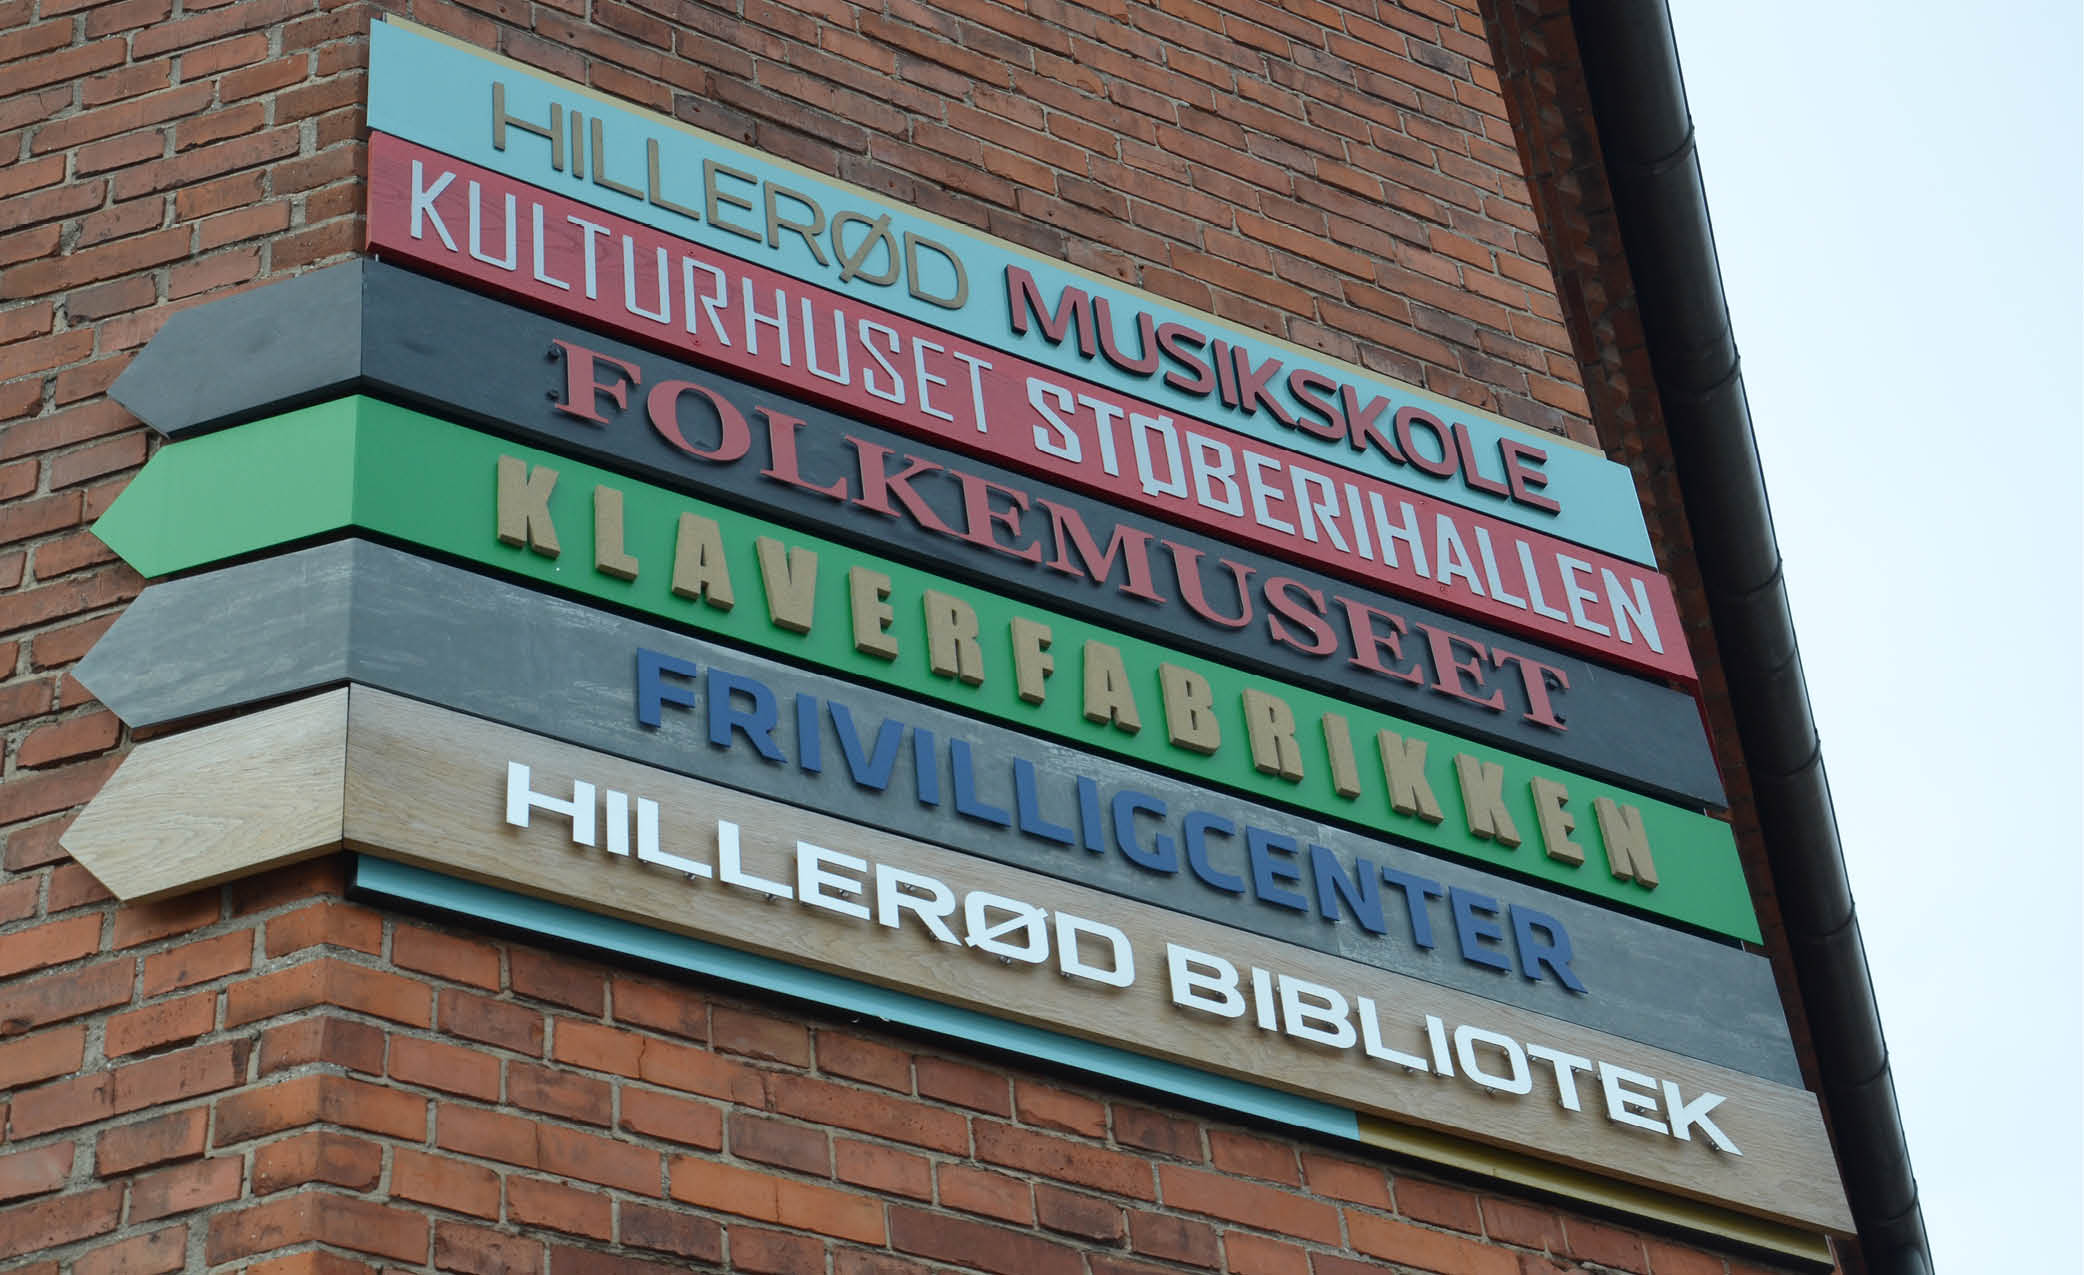 HILLERØD MUSIKSKOLE
KULTURHUSET STØBERIHALLEN
FOLKEMUSEET
KLAVERFABRIKKEN
FRIVILLIGCENTER
HILLERØD BIBLIOTEK